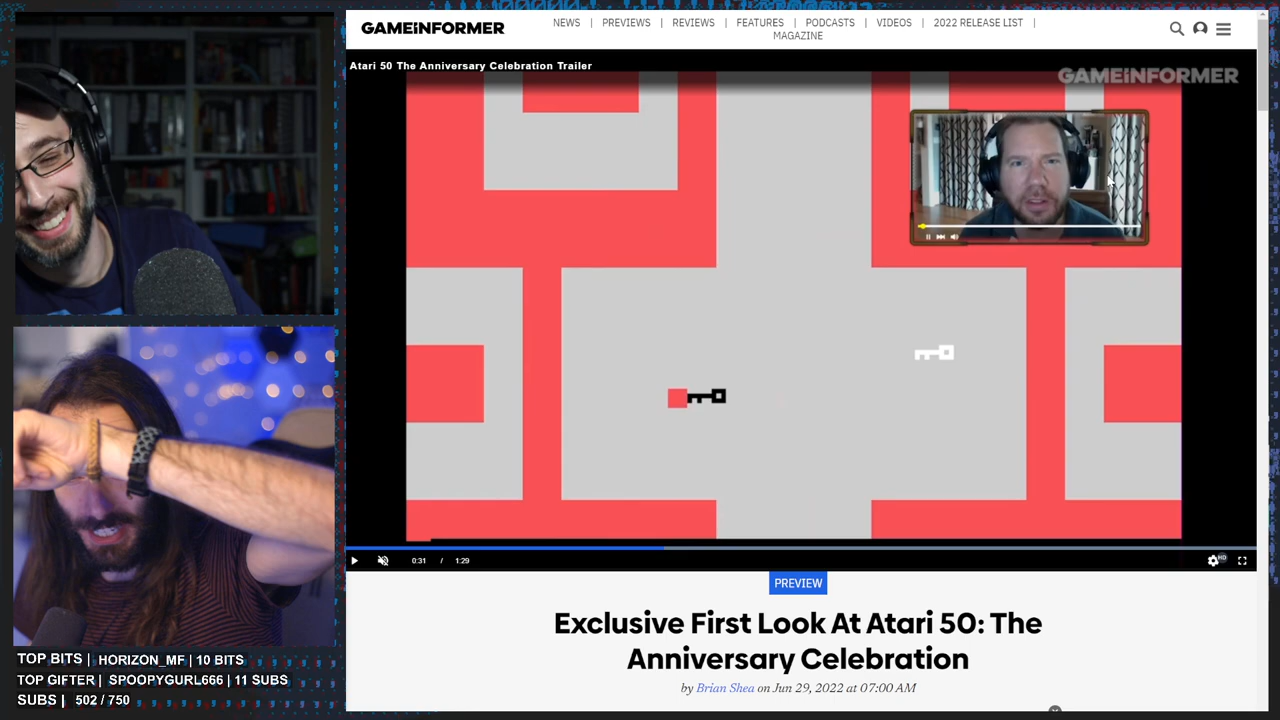 GAMEINFORMER
NEWS | PREVIEWS | REVIEWS | FEATURES | PODCASTS | VIDEOS | 2022 RELEASE LIST |
MAGAZINE
Atari 50 The Anniversary Celebration Trailer
GAMEINFORMER
0:31 / 1:29
HD
PREVIEW
Exclusive First Look At Atari 50: The
Anniversary Celebration
by Brian Shea on Jun 29, 2022 at 07:00 AM
TOP BITS | HORIZON_MF | 10 BITS
TOP GIFTER | SPOOPYGURL666 | 11 SUBS
SUBS | 502 / 750